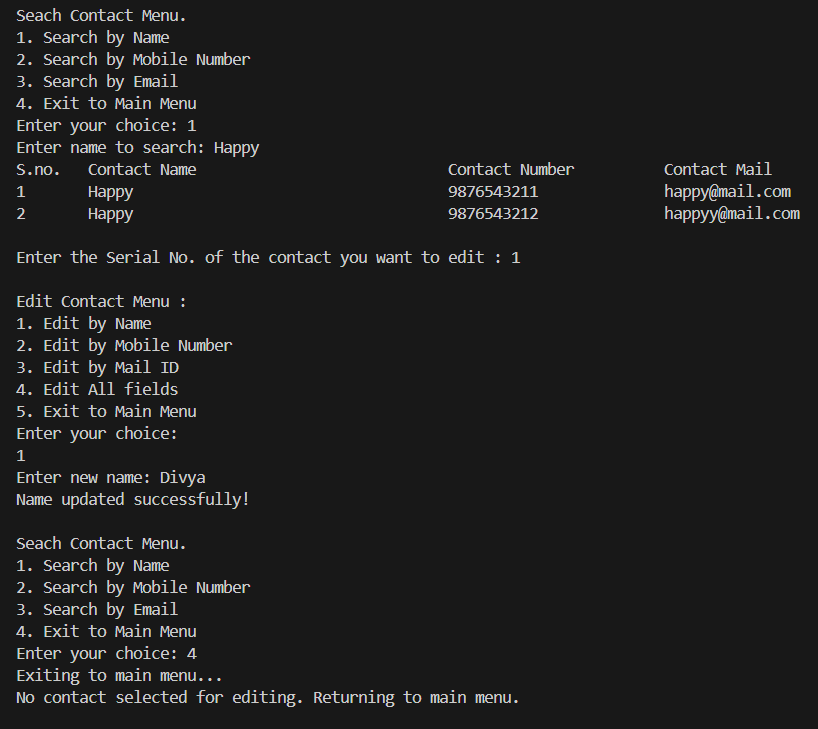 Seach Contact Menu.
1. Search by Name
2. Search by Mobile Number
3. Search by Email
4. Exit to Main Menu
Enter your choice: 1
Enter name to search: Happy
S.no.   Contact Name                            Contact Number          Contact Mail
1       Happy                                   9876543211              happy@mail.com
2       Happy                                   9876543212              happyy@mail.com

Enter the Serial No. of the contact you want to edit : 1

Edit Contact Menu :
1. Edit by Name
2. Edit by Mobile Number
3. Edit by Mail ID
4. Edit All fields
5. Exit to Main Menu
Enter your choice:
1
Enter new name: Divya
Name updated successfully!

Seach Contact Menu.
1. Search by Name
2. Search by Mobile Number
3. Search by Email
4. Exit to Main Menu
Enter your choice: 4
Exiting to main menu...
No contact selected for editing. Returning to main menu.